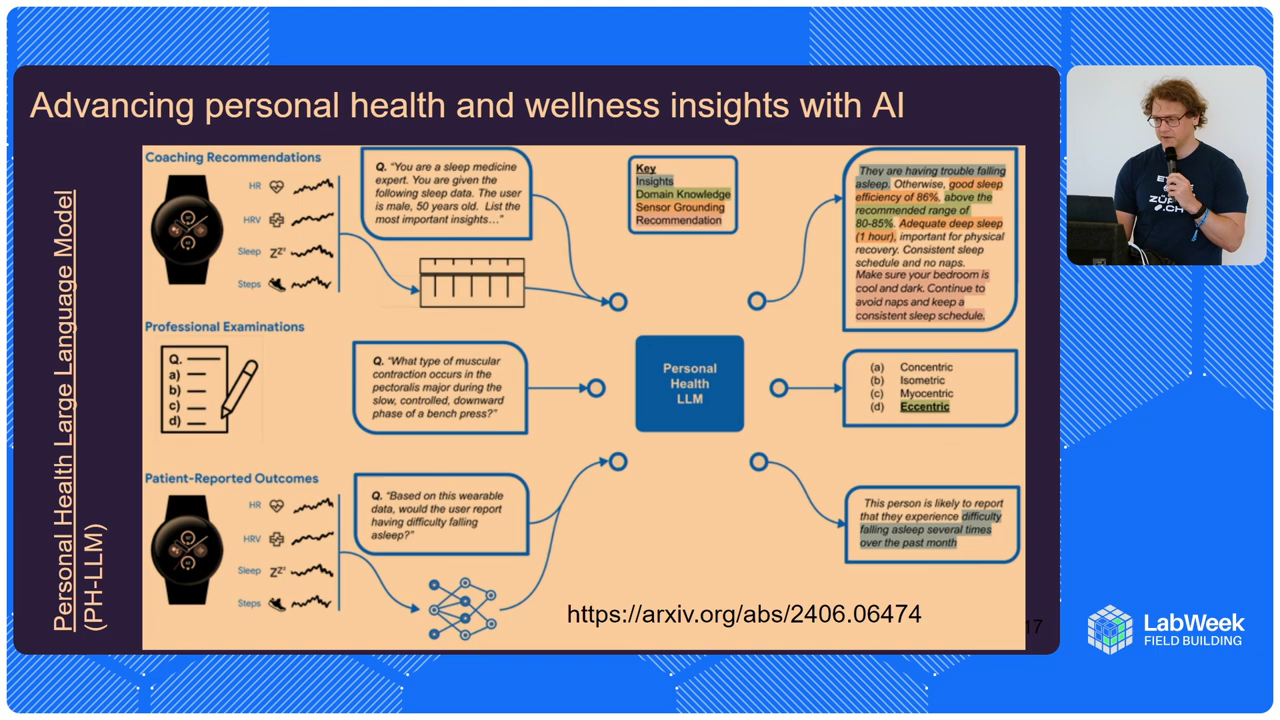 Advancing personal health and wellness insights with AI
Personal Health Large Language Model
(PH-LLM)
Coaching Recommendations
HR
HRV
Sleep
Steps
Q. “You are a sleep medicine
expert. You are given the
following sleep data. The user
is male, 50 years old. List the
most important insights…”
Key
Insights
Domain Knowledge
Sensor Grounding
Recommendation
They are having trouble falling
asleep. Otherwise, good sleep
efficiency of 86%, above the
recommended range of
80-85%. Adequate deep sleep
(1 hour), important for physical
recovery. Consistent sleep
schedule and no naps.
Make sure your bedroom is
cool and dark. Continue to
avoid naps and keep a
consistent sleep schedule.
Professional Examinations
Q.
a)
b)
c)
d)
Q. “What type of muscular
contraction occurs in the
pectoralis major during the
slow, controlled, downward
phase of a bench press?”
Personal
Health
LLM
(a) Concentric
(b) Isometric
(c) Myocentric
(d) Eccentric
Patient-Reported Outcomes
HR
HRV
Sleep
Steps
Q. “Based on this wearable
data, would the user report
having difficulty falling
asleep?”
This person is likely to report
that they experience difficulty
falling asleep several times
over the past month
https://arxiv.org/abs/2406.06474
17
LabWeek
FIELD BUILDING